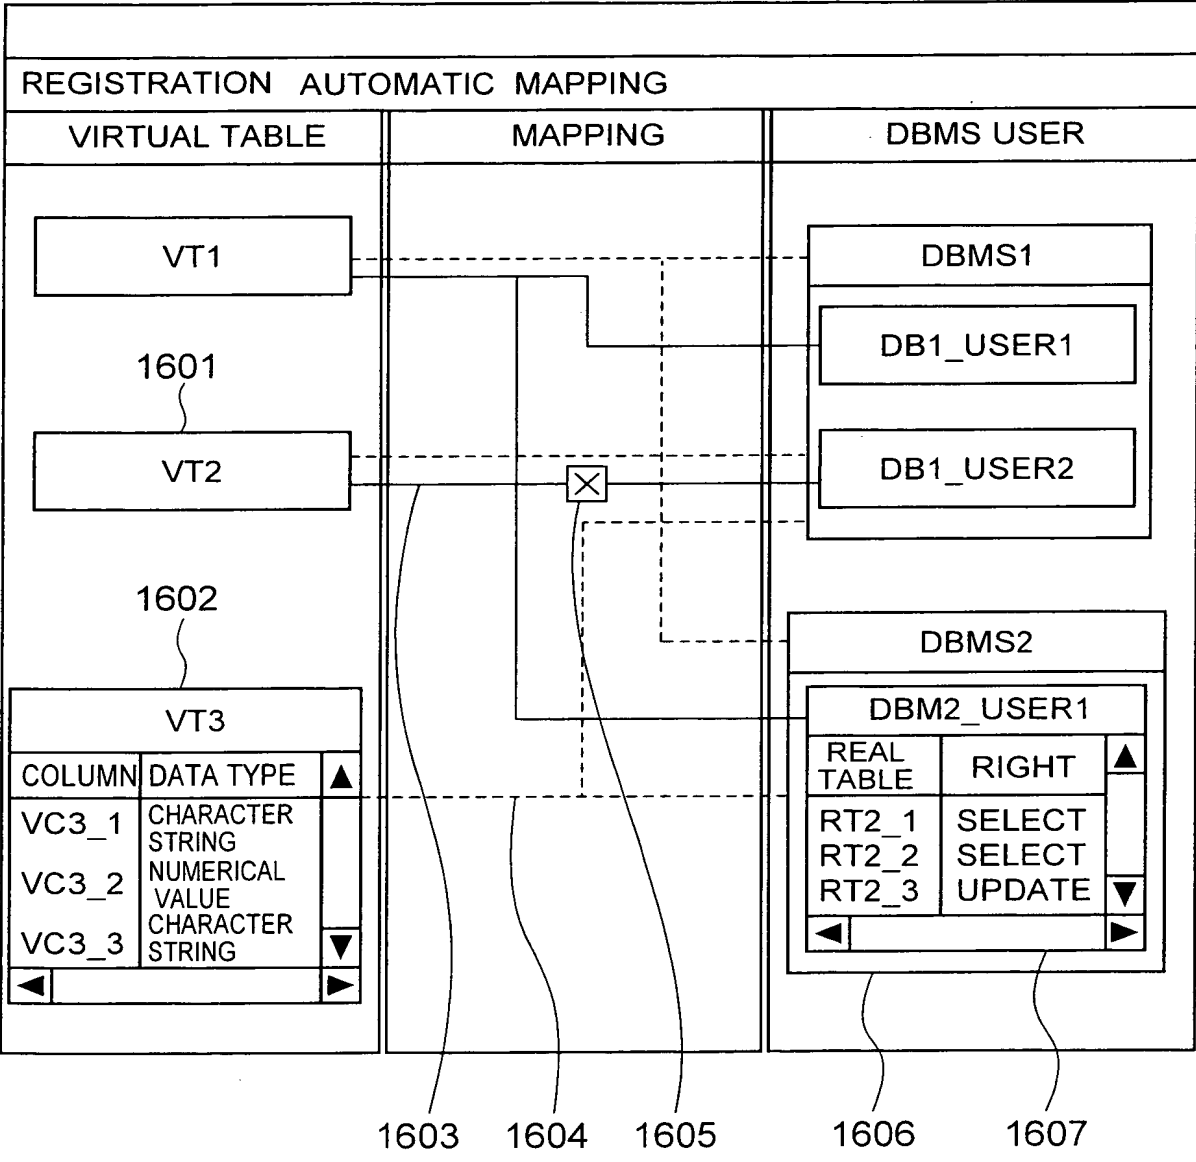 REGISTRATION AUTOMATIC MAPPING
VIRTUAL TABLE MAPPING DBMS USER
VT1
DBMS1
DB1_USER1
1601
VT2
DB1_USER2
1602
DBMS2
VT3
DBM2_USER1
COLUMN DATA TYPE
REAL TABLE RIGHT
VC3_1 CHARACTER STRING
VC3_2 NUMERICAL VALUE
VC3_3 CHARACTER STRING
RT2_1 SELECT
RT2_2 SELECT
RT2_3 UPDATE
1603 1604 1605 1606 1607